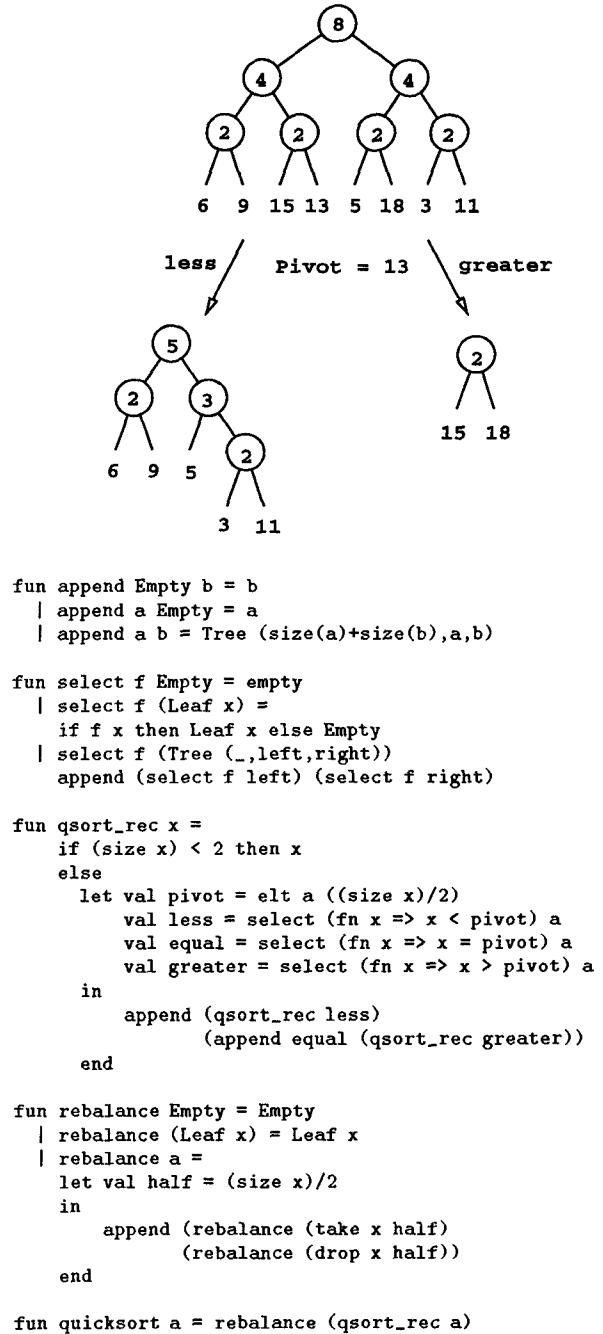 8
4 4
2 2 2 2
6 9 15 13 5 18 3 11
less Pivot = 13 greater
5 2
2 3
15 18
2
6 9 5
3 11
fun append Empty b = b
  | append a Empty = a
  | append a b = Tree (size(a)+size(b),a,b)
fun select f Empty = empty
  | select f (Leaf x) =
    if f x then Leaf x else Empty
  | select f (Tree (_,left,right))
    append (select f left) (select f right)
fun qsort_rec x =
    if (size x) < 2 then x
    else
      let val pivot = elt a ((size x)/2)
          val less = select (fn x => x < pivot) a
          val equal = select (fn x => x = pivot) a
          val greater = select (fn x => x > pivot) a
      in
          append (qsort_rec less)
                 (append equal (qsort_rec greater))
      end
fun rebalance Empty = Empty
  | rebalance (Leaf x) = Leaf x
  | rebalance a =
    let val half = (size x)/2
    in
        append (rebalance (take x half)
               (rebalance (drop x half))
    end
fun quicksort a = rebalance (qsort_rec a)